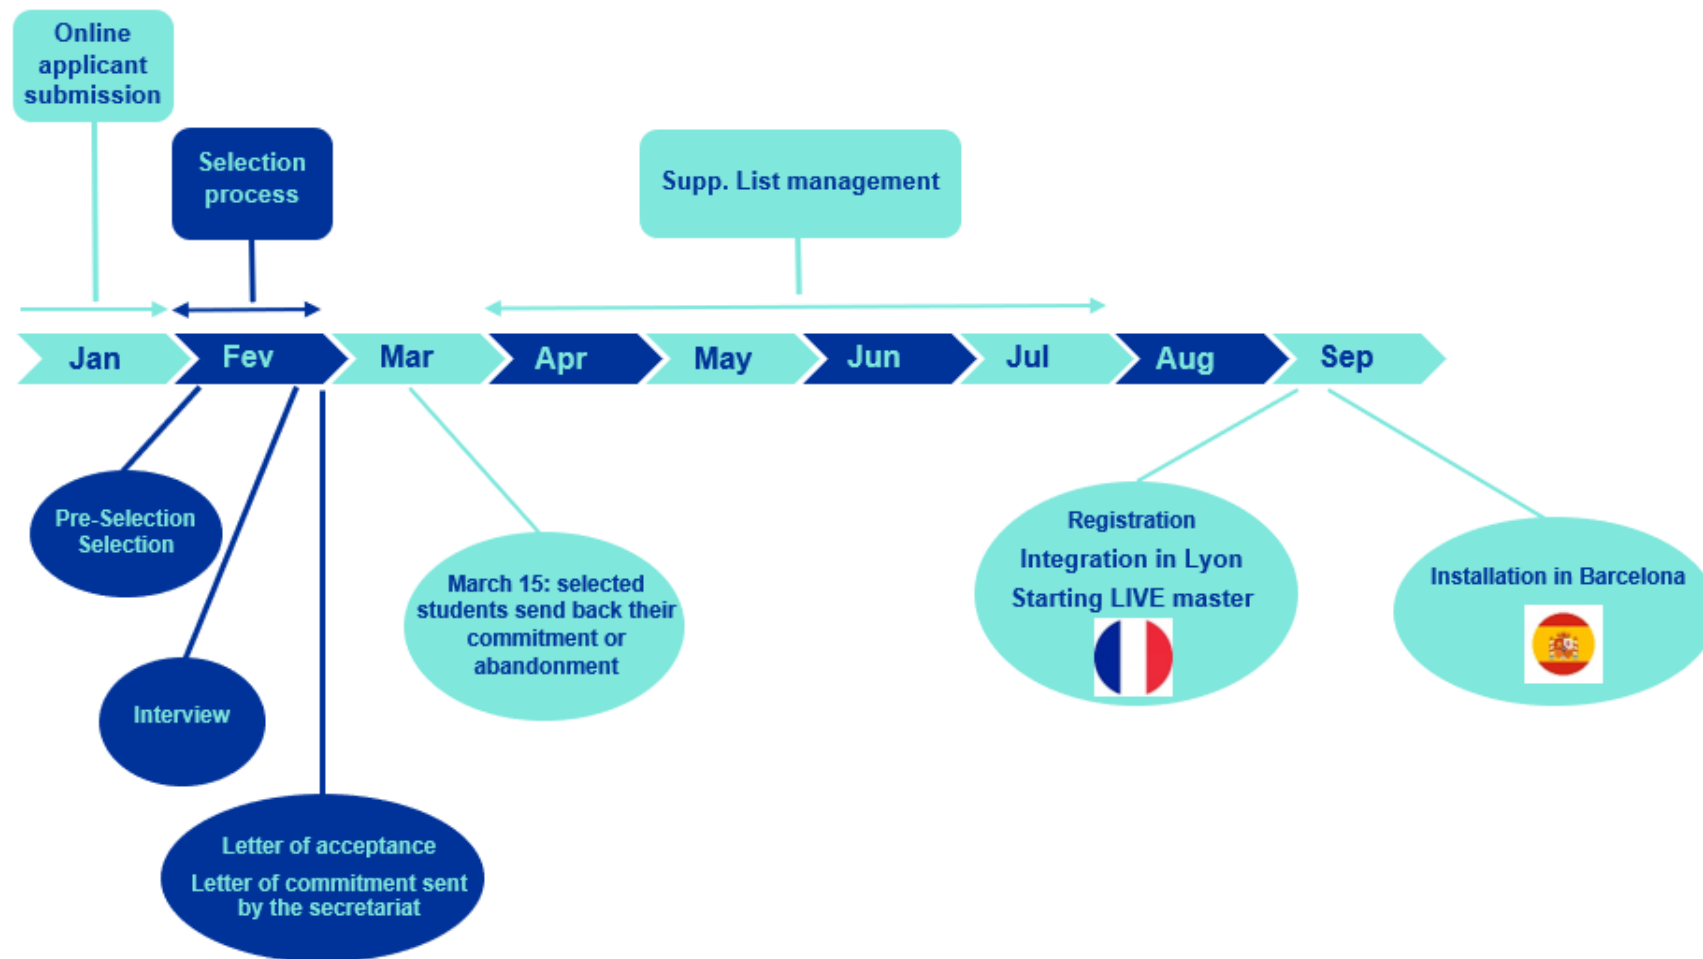 Online
applicant
submission
Selection
process
Supp. List management
Jan
Fev
Mar
Apr
May
Jun
Jul
Aug
Sep
Pre-Selection
Selection
Interview
Letter of acceptance
Letter of commitment sent
by the secretariat
March 15: selected
students send back their
commitment or
abandonment
Registration
Integration in Lyon
Starting LIVE master
Installation in Barcelona